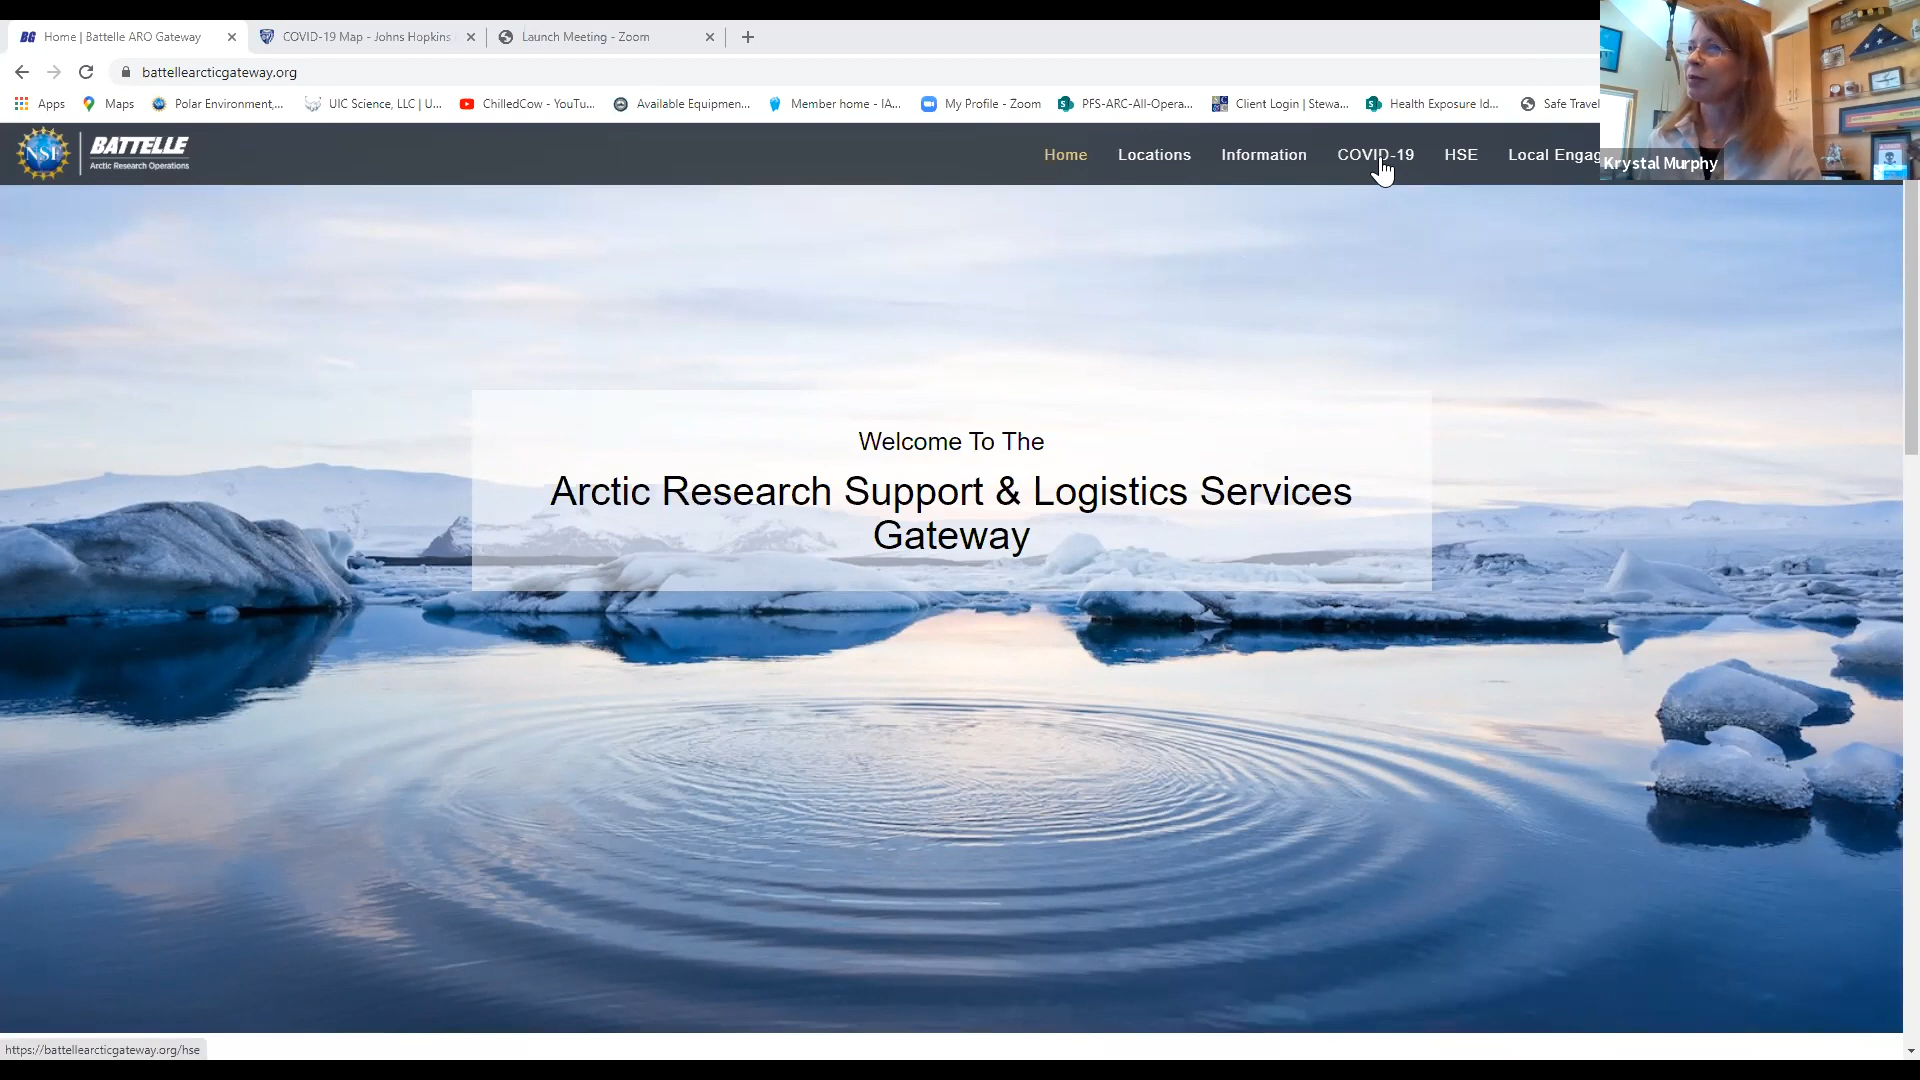 BG Home | Battelle ARO Gateway
COVID-19 Map - Johns Hopkins
Launch Meeting - Zoom
battellearcticgateway.org
Apps
Maps
Polar Environment,...
UIC Science, LLC | U...
ChilledCow - YouTu...
Available Equipmen...
Member home - IA...
My Profile - Zoom
PFS-ARC-All-Opera...
Client Login | Stewa...
Health Exposure Id...
Safe Travel
NSF
BATTELLE
Arctic Research Operations
Home
Locations
Information
COVID-19
HSE
Local Engag
Krystal Murphy
Welcome To The
Arctic Research Support & Logistics Services
Gateway
https://battellearcticgateway.org/hse